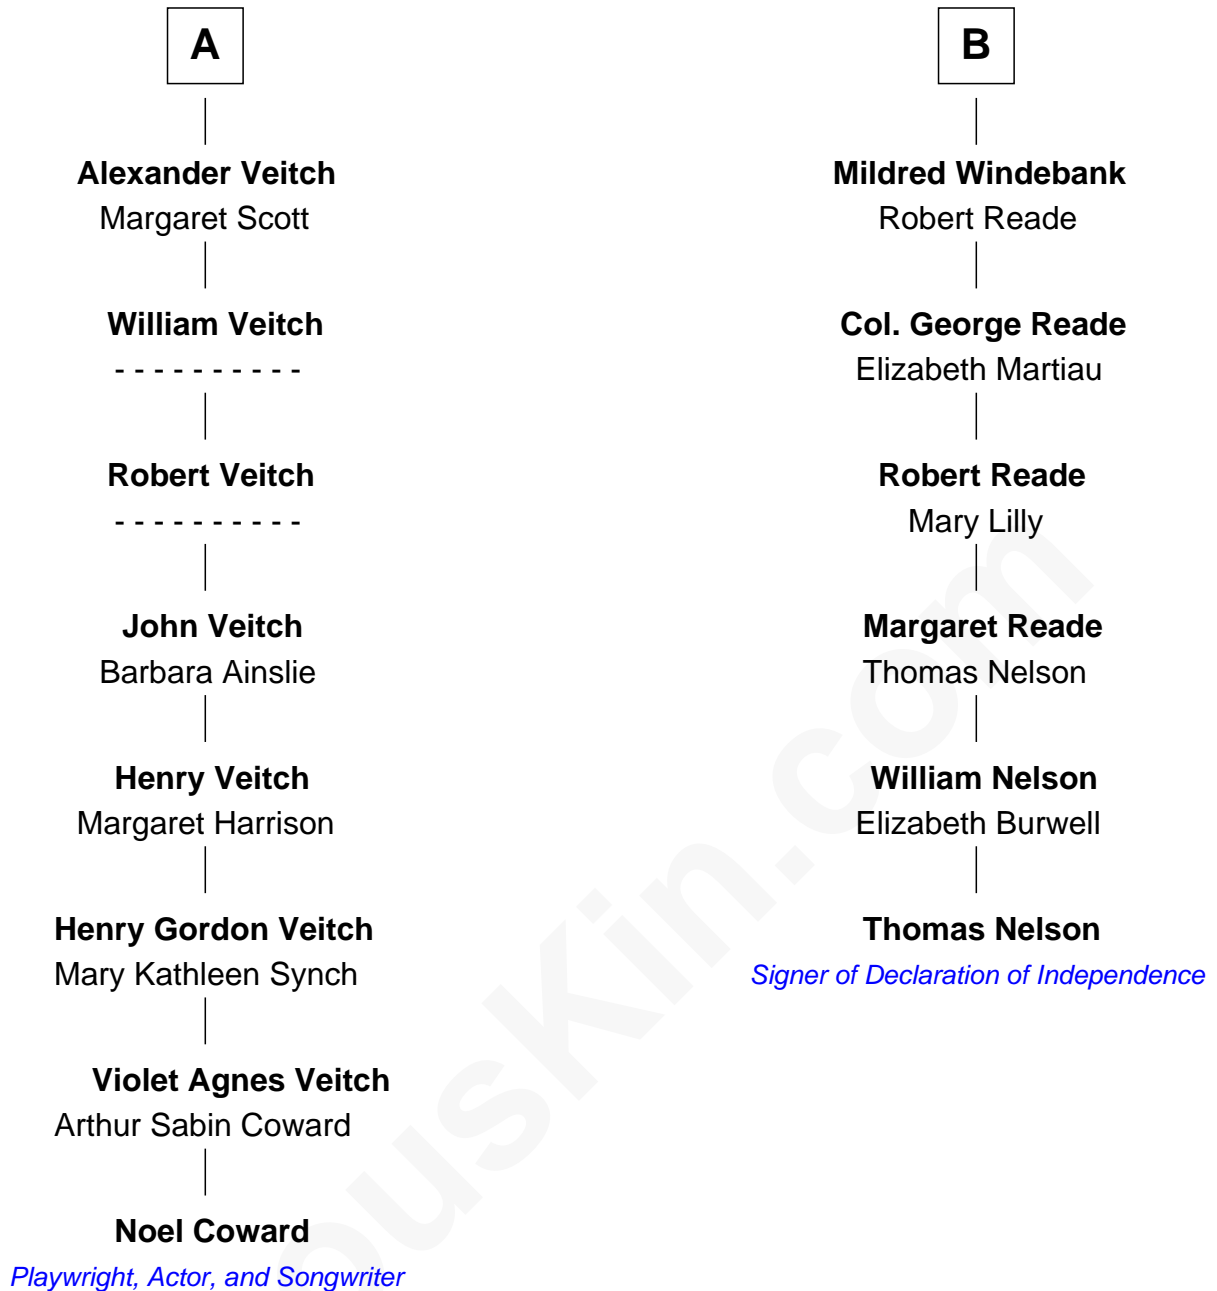 A
Alexander Veitch
Margaret Scott
William Veitch
- - - - - - - - - -
Robert Veitch
- - - - - - - - - -
John Veitch
Barbara Ainslie
Henry Veitch
Margaret Harrison
Henry Gordon Veitch
Mary Kathleen Synch
Violet Agnes Veitch
Arthur Sabin Coward
Noel Coward
Playwright, Actor, and Songwriter
B
Mildred Windebank
Robert Reade
Col. George Reade
Elizabeth Martiau
Robert Reade
Mary Lilly
Margaret Reade
Thomas Nelson
William Nelson
Elizabeth Burwell
Thomas Nelson
Signer of Declaration of Independence
ousKin.com